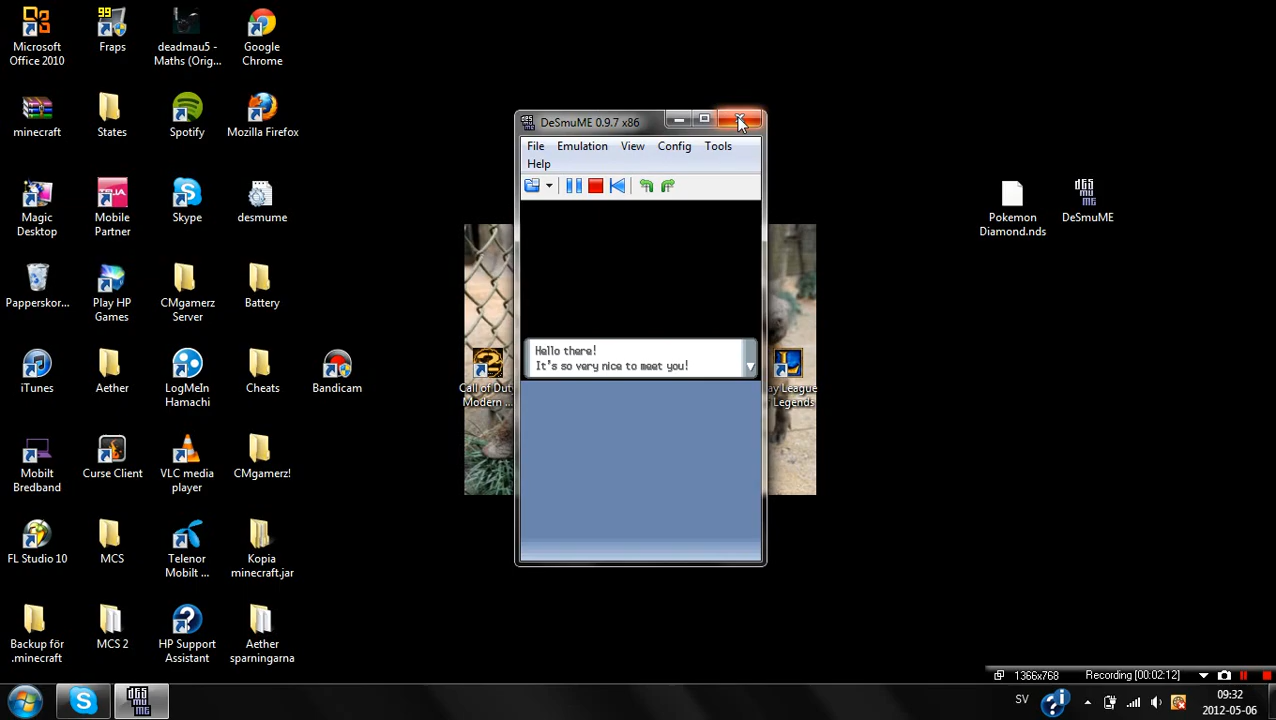 Microsoft
Office 2010
99
Fraps
deadmau5 -
Maths (Orig...
Google
Chrome
minecraft
States
Spotify
Mozilla Firefox
Magic
Desktop
TELIA
Mobile
Partner
Skype
desmume
Papperskor...
Play HP
Games
CMgamerz
Server
Battery
iTunes
Aether
LogMeIn
Hamachi
Cheats
Bandicam
Mobilt
Bredband
Curse Client
VLC media
player
CMgamerz!
FL Studio 10
MCS
Telenor
Mobilt ...
Kopia
minecraft.jar
Backup för
.minecraft
MCS 2
HP Support
Assistant
Aether
sparningarna
DeSmuME 0.9.7 x86
File Emulation View Config Tools
Help
Hello there!
It's so very nice to meet you!
Call of Duty
Modern ...
ay League
Legends
Pokemon
Diamond.nds
DeSmuME
1366x768 Recording [00:02:12]
SV
09:32
2012-05-06